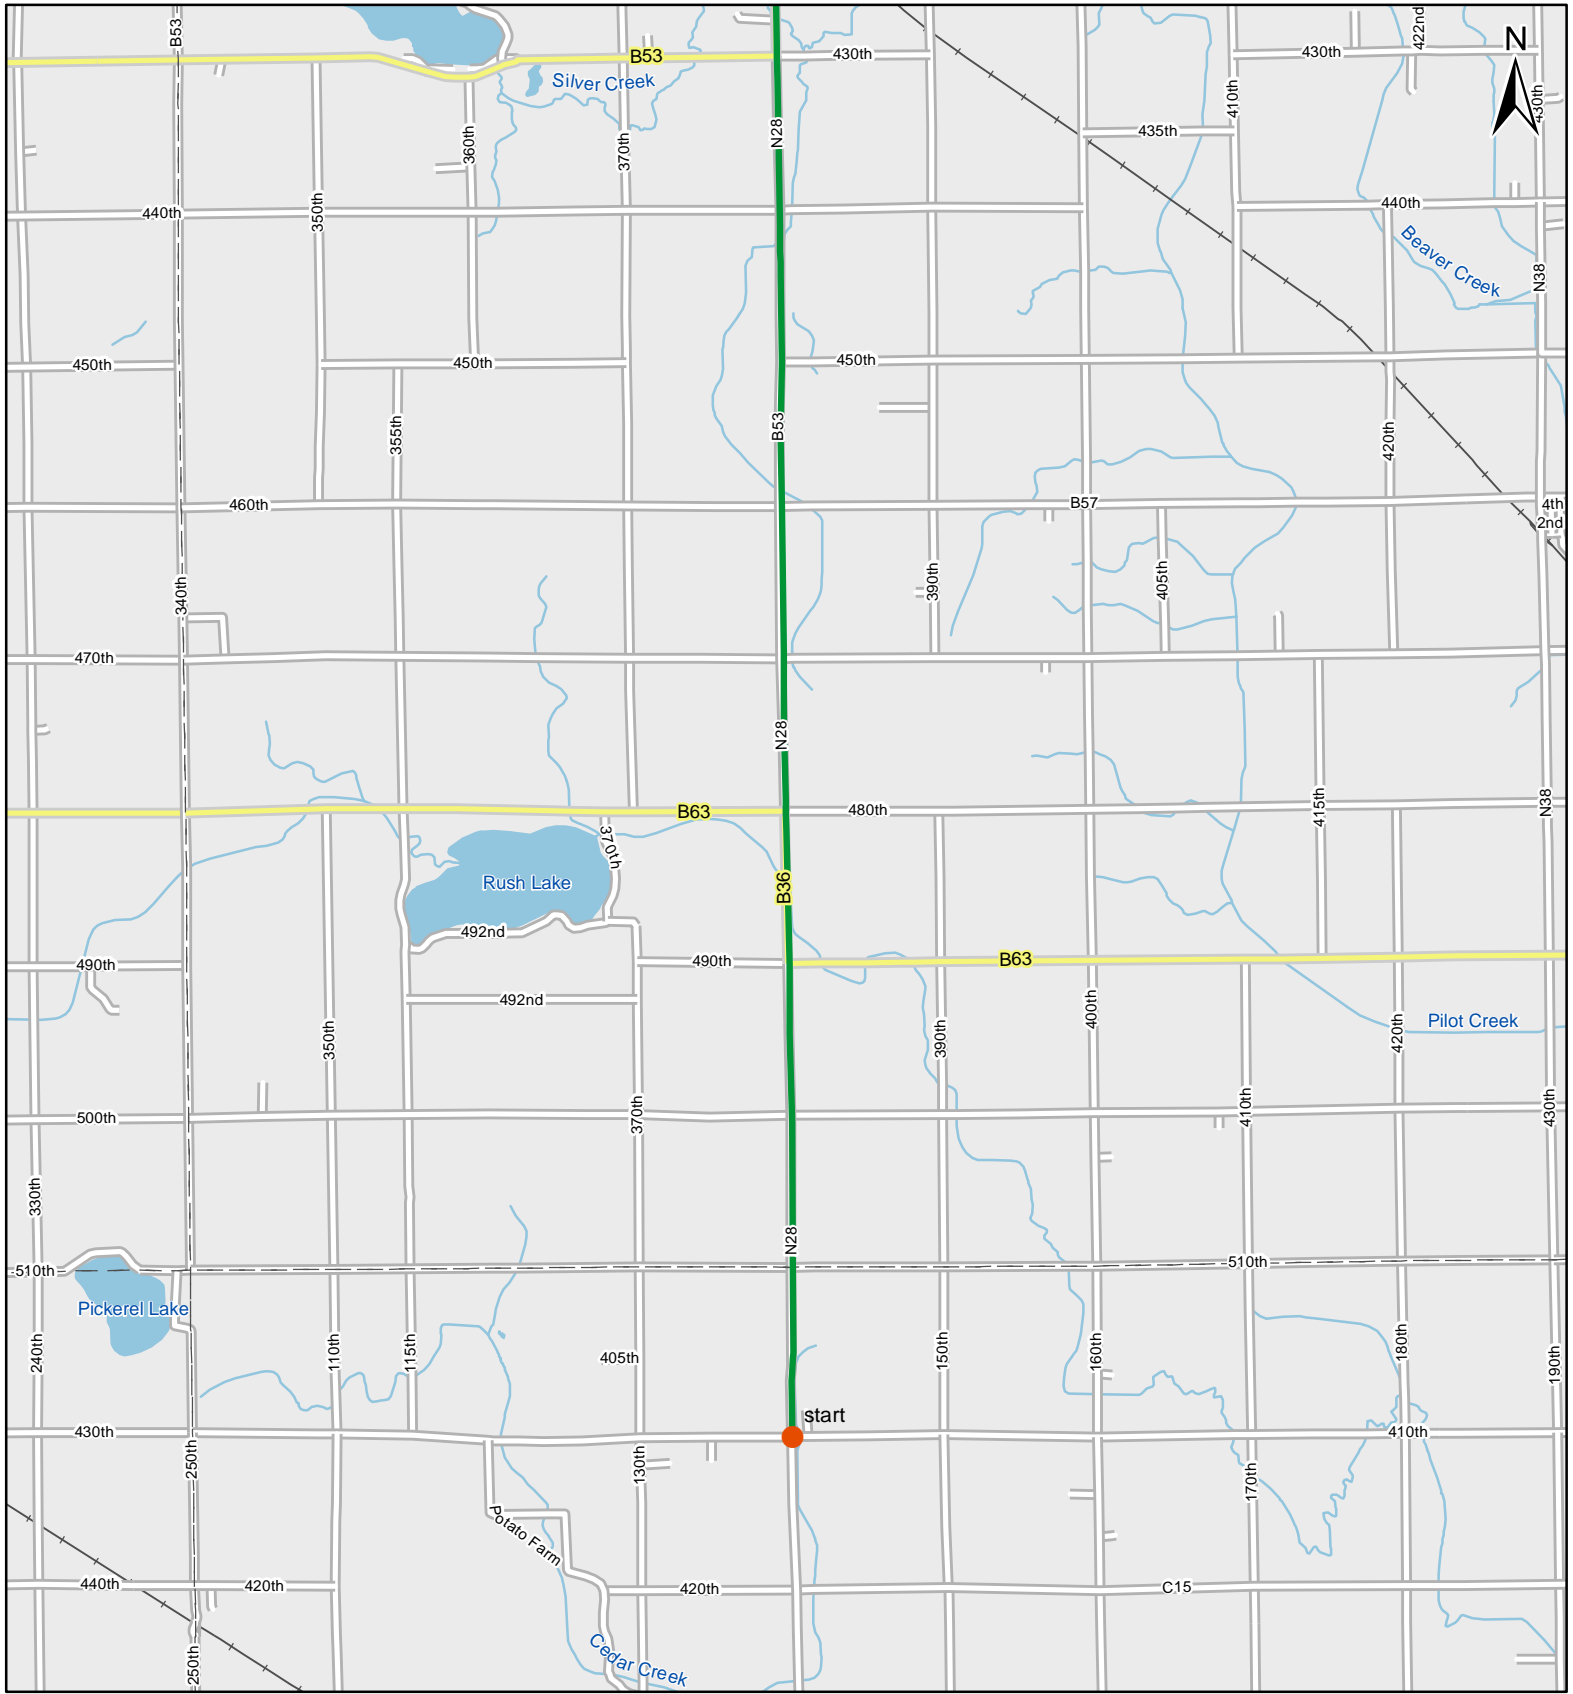 B53
422nd
N
B53
430th
430th
Silver Creek
410th
430th
N28
435th
360th
370th
440th
350th
440th
Beaver Creek
N38
450th
450th
450th
355th
B53
420th
460th
B57
4th
2nd
340th
390th
405th
470th
N28
B63
480th
415th
N38
370th
Rush Lake
B36
492nd
490th
490th
B63
492nd
400th
350th
390th
Pilot Creek
420th
500th
370th
410th
430th
330th
N28
510th
510th
Pickerel Lake
240th
110th
115th
405th
150th
160th
180th
190th
start
430th
410th
250th
130th
170th
Potato Farm
440th
420th
420th
C15
250th
Cedar Creek